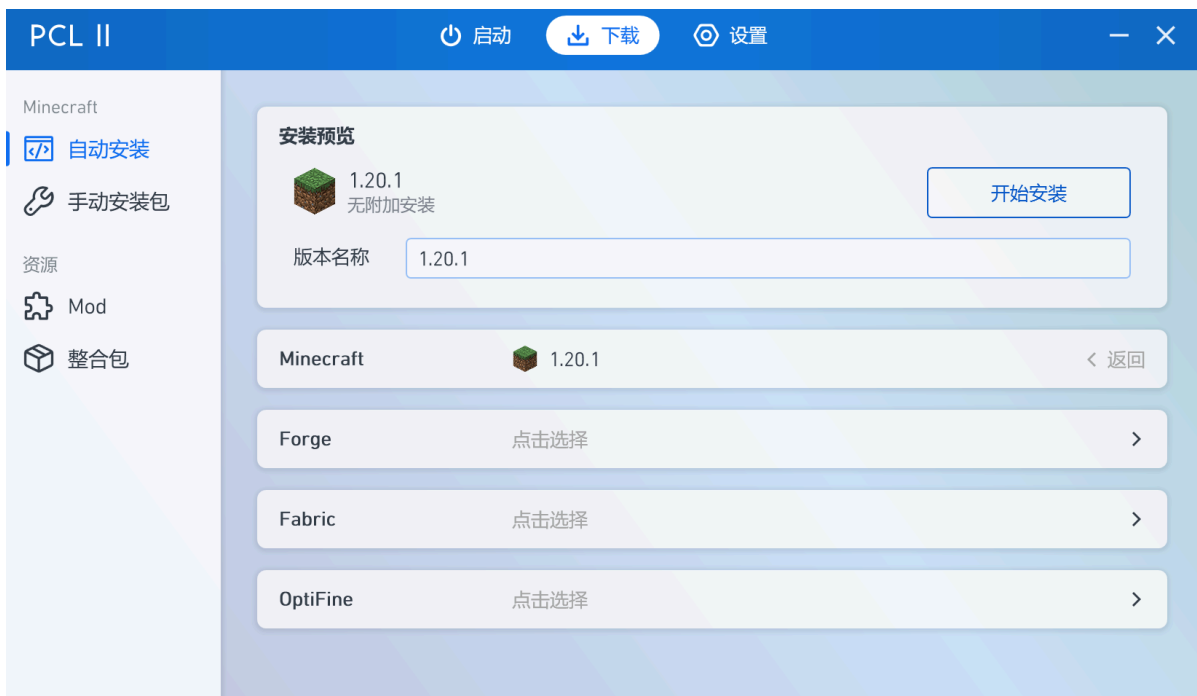 PCL II
启动
下载
设置
Minecraft
自动安装
手动安装包
资源
Mod
整合包
安装预览
1.20.1
无附加安装
开始安装
版本名称
1.20.1
Minecraft 1.20.1 返回
Forge 点击选择
Fabric 点击选择
OptiFine 点击选择